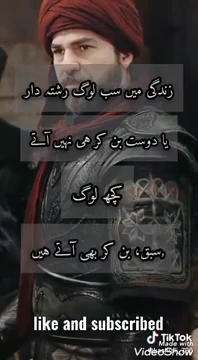 زندگی میں سب لوگ رشتہ دار
یا دوست بن کر ہی نہیں آتے
کچھ لوگ
,سبق، بن کر بھی آتے ہیں
like and subscribed
TikTok
Made with
VideoShow